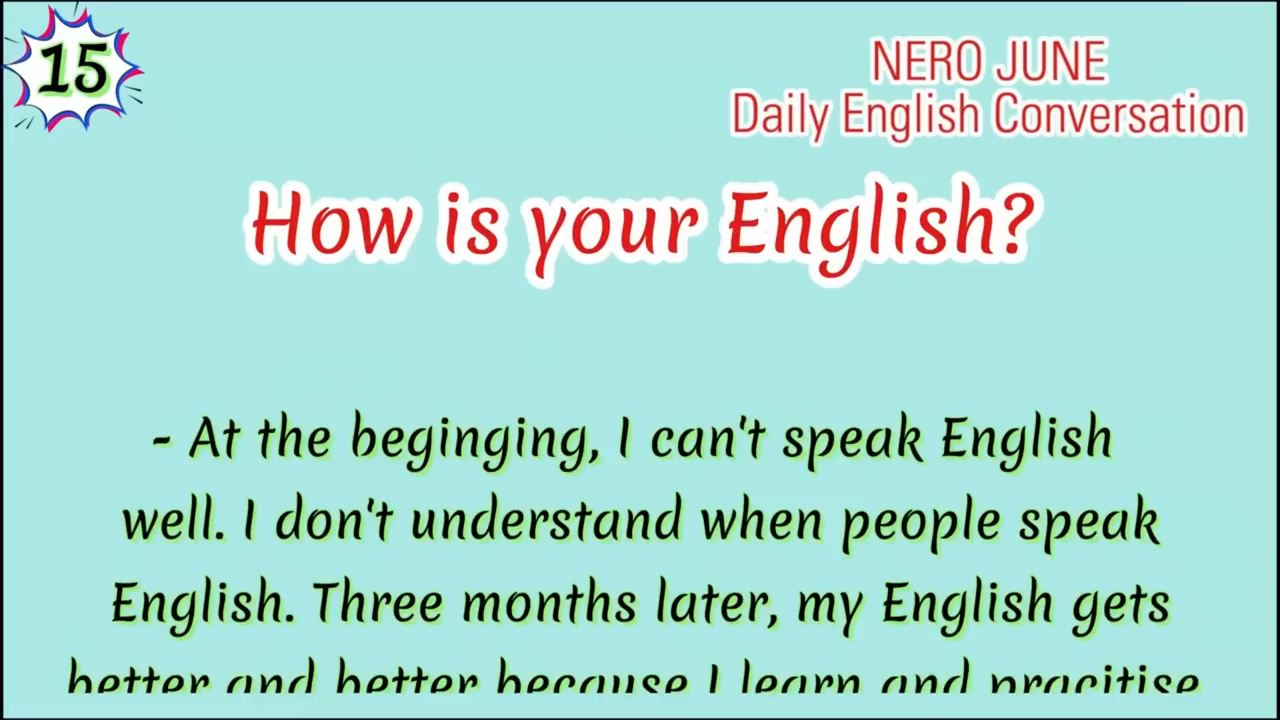 15
NERO JUNE
Daily English Conversation
How is your English?
- At the beginging, I can't speak English
well. I don't understand when people speak
English. Three months later, my English gets
better and better because I learn and pracitise